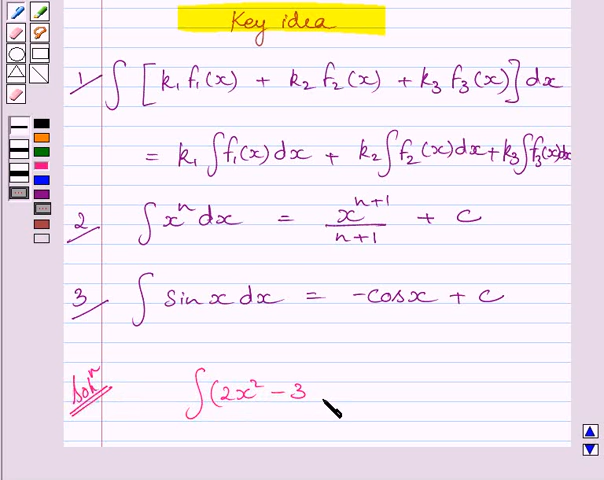 Key idea
1 ∫ [k₁ f₁(x) + k₂ f₂(x) + k₃ f₃(x)] dx
= k₁ ∫ f₁(x) dx + k₂ ∫ f₂(x) dx + k₃ ∫ f₃(x) dx
2 ∫ xⁿ dx = xⁿ⁺¹/n+1 + c
3 ∫ sin x dx = -cos x + c
Solⁿ ∫(2x² - 3